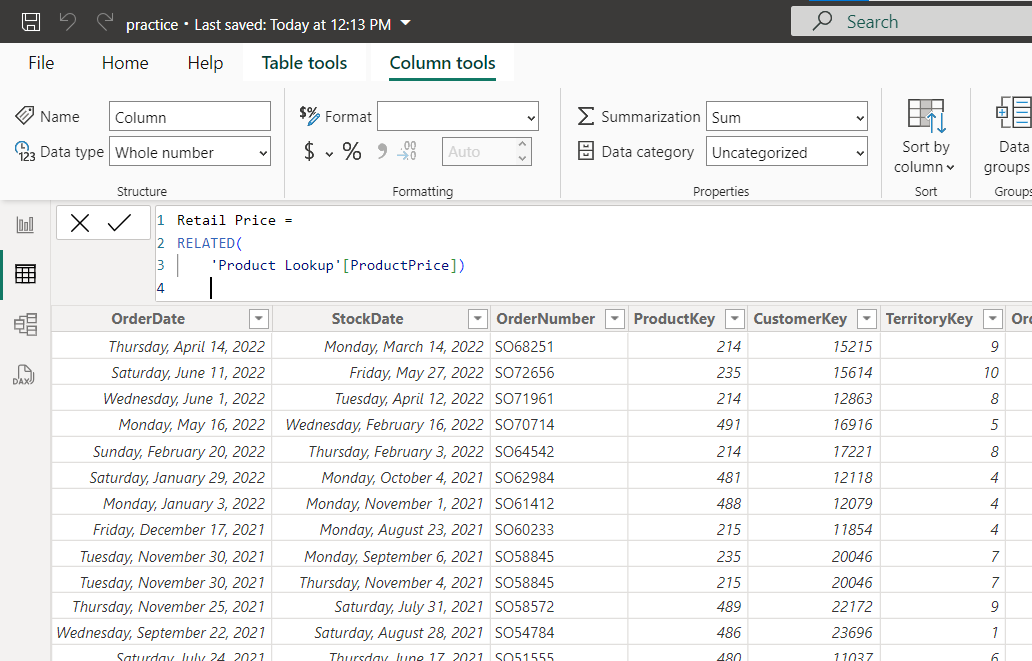 practice • Last saved: Today at 12:13 PM
Search
File Home Help Table tools Column tools
Name Column
Data type Whole number
Structure
Format
$ % 9 .00
Auto
Formatting
Summarization Sum
Data category Uncategorized
Properties
Sort by
column
Sort
Data
groups
Groups
1 Retail Price =
2 RELATED(
3 'Product Lookup'[ProductPrice])
4
OrderDate StockDate OrderNumber ProductKey CustomerKey TerritoryKey Ord
Thursday, April 14, 2022 Monday, March 14, 2022 SO68251 214 15215 9
Saturday, June 11, 2022 Friday, May 27, 2022 SO72656 235 15614 10
Wednesday, June 1, 2022 Tuesday, April 12, 2022 SO71961 214 12863 8
Monday, May 16, 2022 Wednesday, February 16, 2022 SO70714 491 16916 5
Sunday, February 20, 2022 Thursday, February 3, 2022 SO64542 214 17221 8
Saturday, January 29, 2022 Monday, October 4, 2021 SO62984 481 12118 4
Monday, January 3, 2022 Monday, November 1, 2021 SO61412 488 12079 4
Friday, December 17, 2021 Monday, August 23, 2021 SO60233 215 11854 4
Tuesday, November 30, 2021 Monday, September 6, 2021 SO58845 235 20046 7
Tuesday, November 30, 2021 Thursday, November 4, 2021 SO58845 215 20046 7
Thursday, November 25, 2021 Saturday, July 31, 2021 SO58572 489 22172 9
Wednesday, September 22, 2021 Saturday, August 28, 2021 SO54784 486 23696 1
Saturday, July 24, 2021 Thursday, June 17, 2021 SO51555 480 11037 6